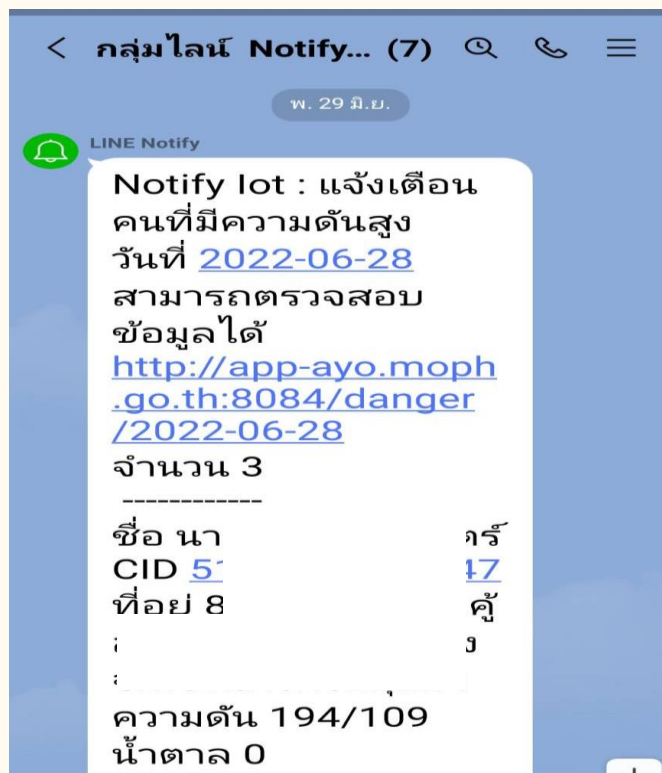 กลุ่มไลน์ Notify... (7)
พ. 29 มิ.ย.
LINE Notify
Notify Iot : แจ้งเตือน
คนที่มีความดันสูง
วันที่ 2022-06-28
สามารถตรวจสอบ
ข้อมูลได้
http://app-ayo.moph
.go.th:8084/danger
/2022-06-28
จำนวน 3
------------
ชื่อ นา
CID 5 47
ที่อยู่ 8
ความดัน 194/109
น้ำตาล 0